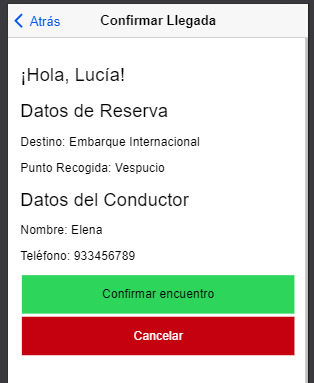 Atrás
Confirmar Llegada
¡Hola, Lucía!
Datos de Reserva
Destino: Embarque Internacional
Punto Recogida: Vespucio
Datos del Conductor
Nombre: Elena
Teléfono: 933456789
Confirmar encuentro
Cancelar